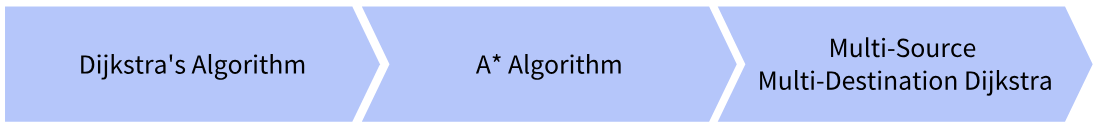 Dijkstra's Algorithm
A* Algorithm
Multi-Source
Multi-Destination Dijkstra